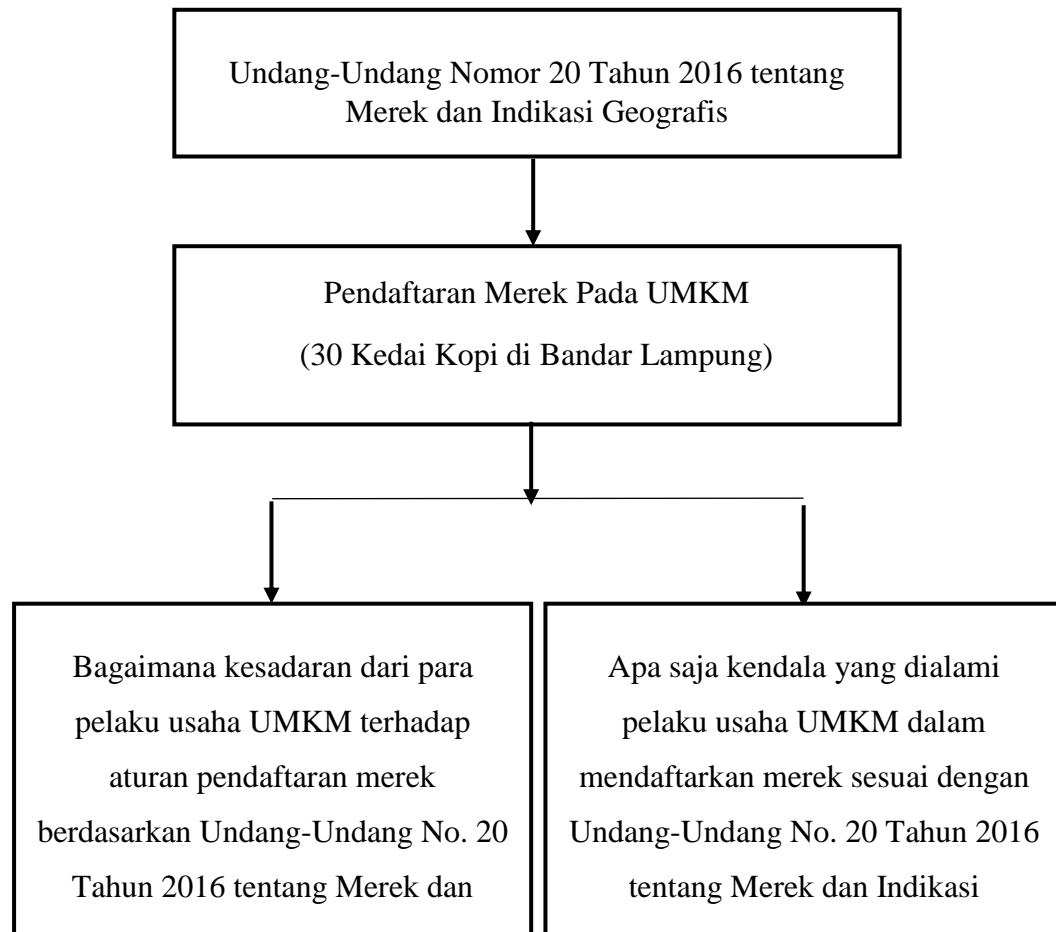 Undang-Undang Nomor 20 Tahun 2016 tentang
Merek dan Indikasi Geografis
Pendaftaran Merek Pada UMKM
(30 Kedai Kopi di Bandar Lampung)
Bagaimana kesadaran dari para
pelaku usaha UMKM terhadap
aturan pendaftaran merek
berdasarkan Undang-Undang No. 20
Tahun 2016 tentang Merek dan
Apa saja kendala yang dialami
pelaku usaha UMKM dalam
mendaftarkan merek sesuai dengan
Undang-Undang No. 20 Tahun 2016
tentang Merek dan Indikasi